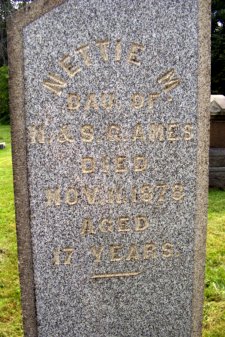 NETTIE M.
DAU. OF
H. & S. G. AMES
DIED
NOV. 11, 1878
AGED
17 YEARS.